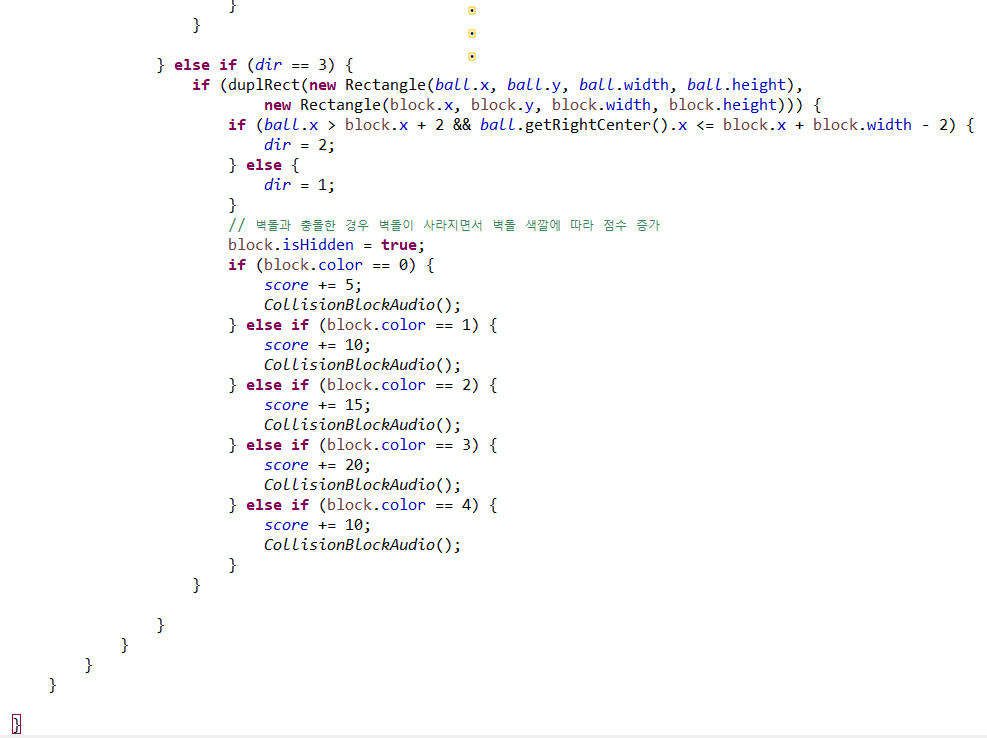 }
}
} else if (dir == 3) {
if (duplRect(new Rectangle(ball.x, ball.y, ball.width, ball.height),
new Rectangle(block.x, block.y, block.width, block.height))) {
if (ball.x > block.x + 2 && ball.getRightCenter().x <= block.x + block.width - 2) {
dir = 2;
} else {
dir = 1;
}
// 벽돌과 충돌한 경우 벽돌이 사라지면서 벽돌 색깔에 따라 점수 증가
block.isHidden = true;
if (block.color == 0) {
score += 5;
CollisionBlockAudio();
} else if (block.color == 1) {
score += 10;
CollisionBlockAudio();
} else if (block.color == 2) {
score += 15;
CollisionBlockAudio();
} else if (block.color == 3) {
score += 20;
CollisionBlockAudio();
} else if (block.color == 4) {
score += 10;
CollisionBlockAudio();
}
}
}
}
}
}
}